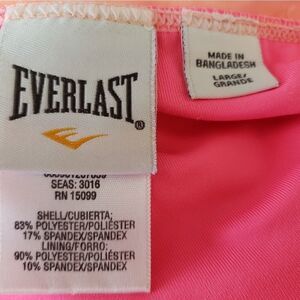 EVERLAST
MADE IN
BANGLADESH
LARGE/
GRANDE
SEAS: 3016
RN 15099
SHELL/CUBIERTA:
83% POLYESTER/POLIÉSTER
17% SPANDEX/SPANDEX
LINING/FORRO:
90% POLYESTER/POLIÉSTER
10% SPANDEX/SPANDEX